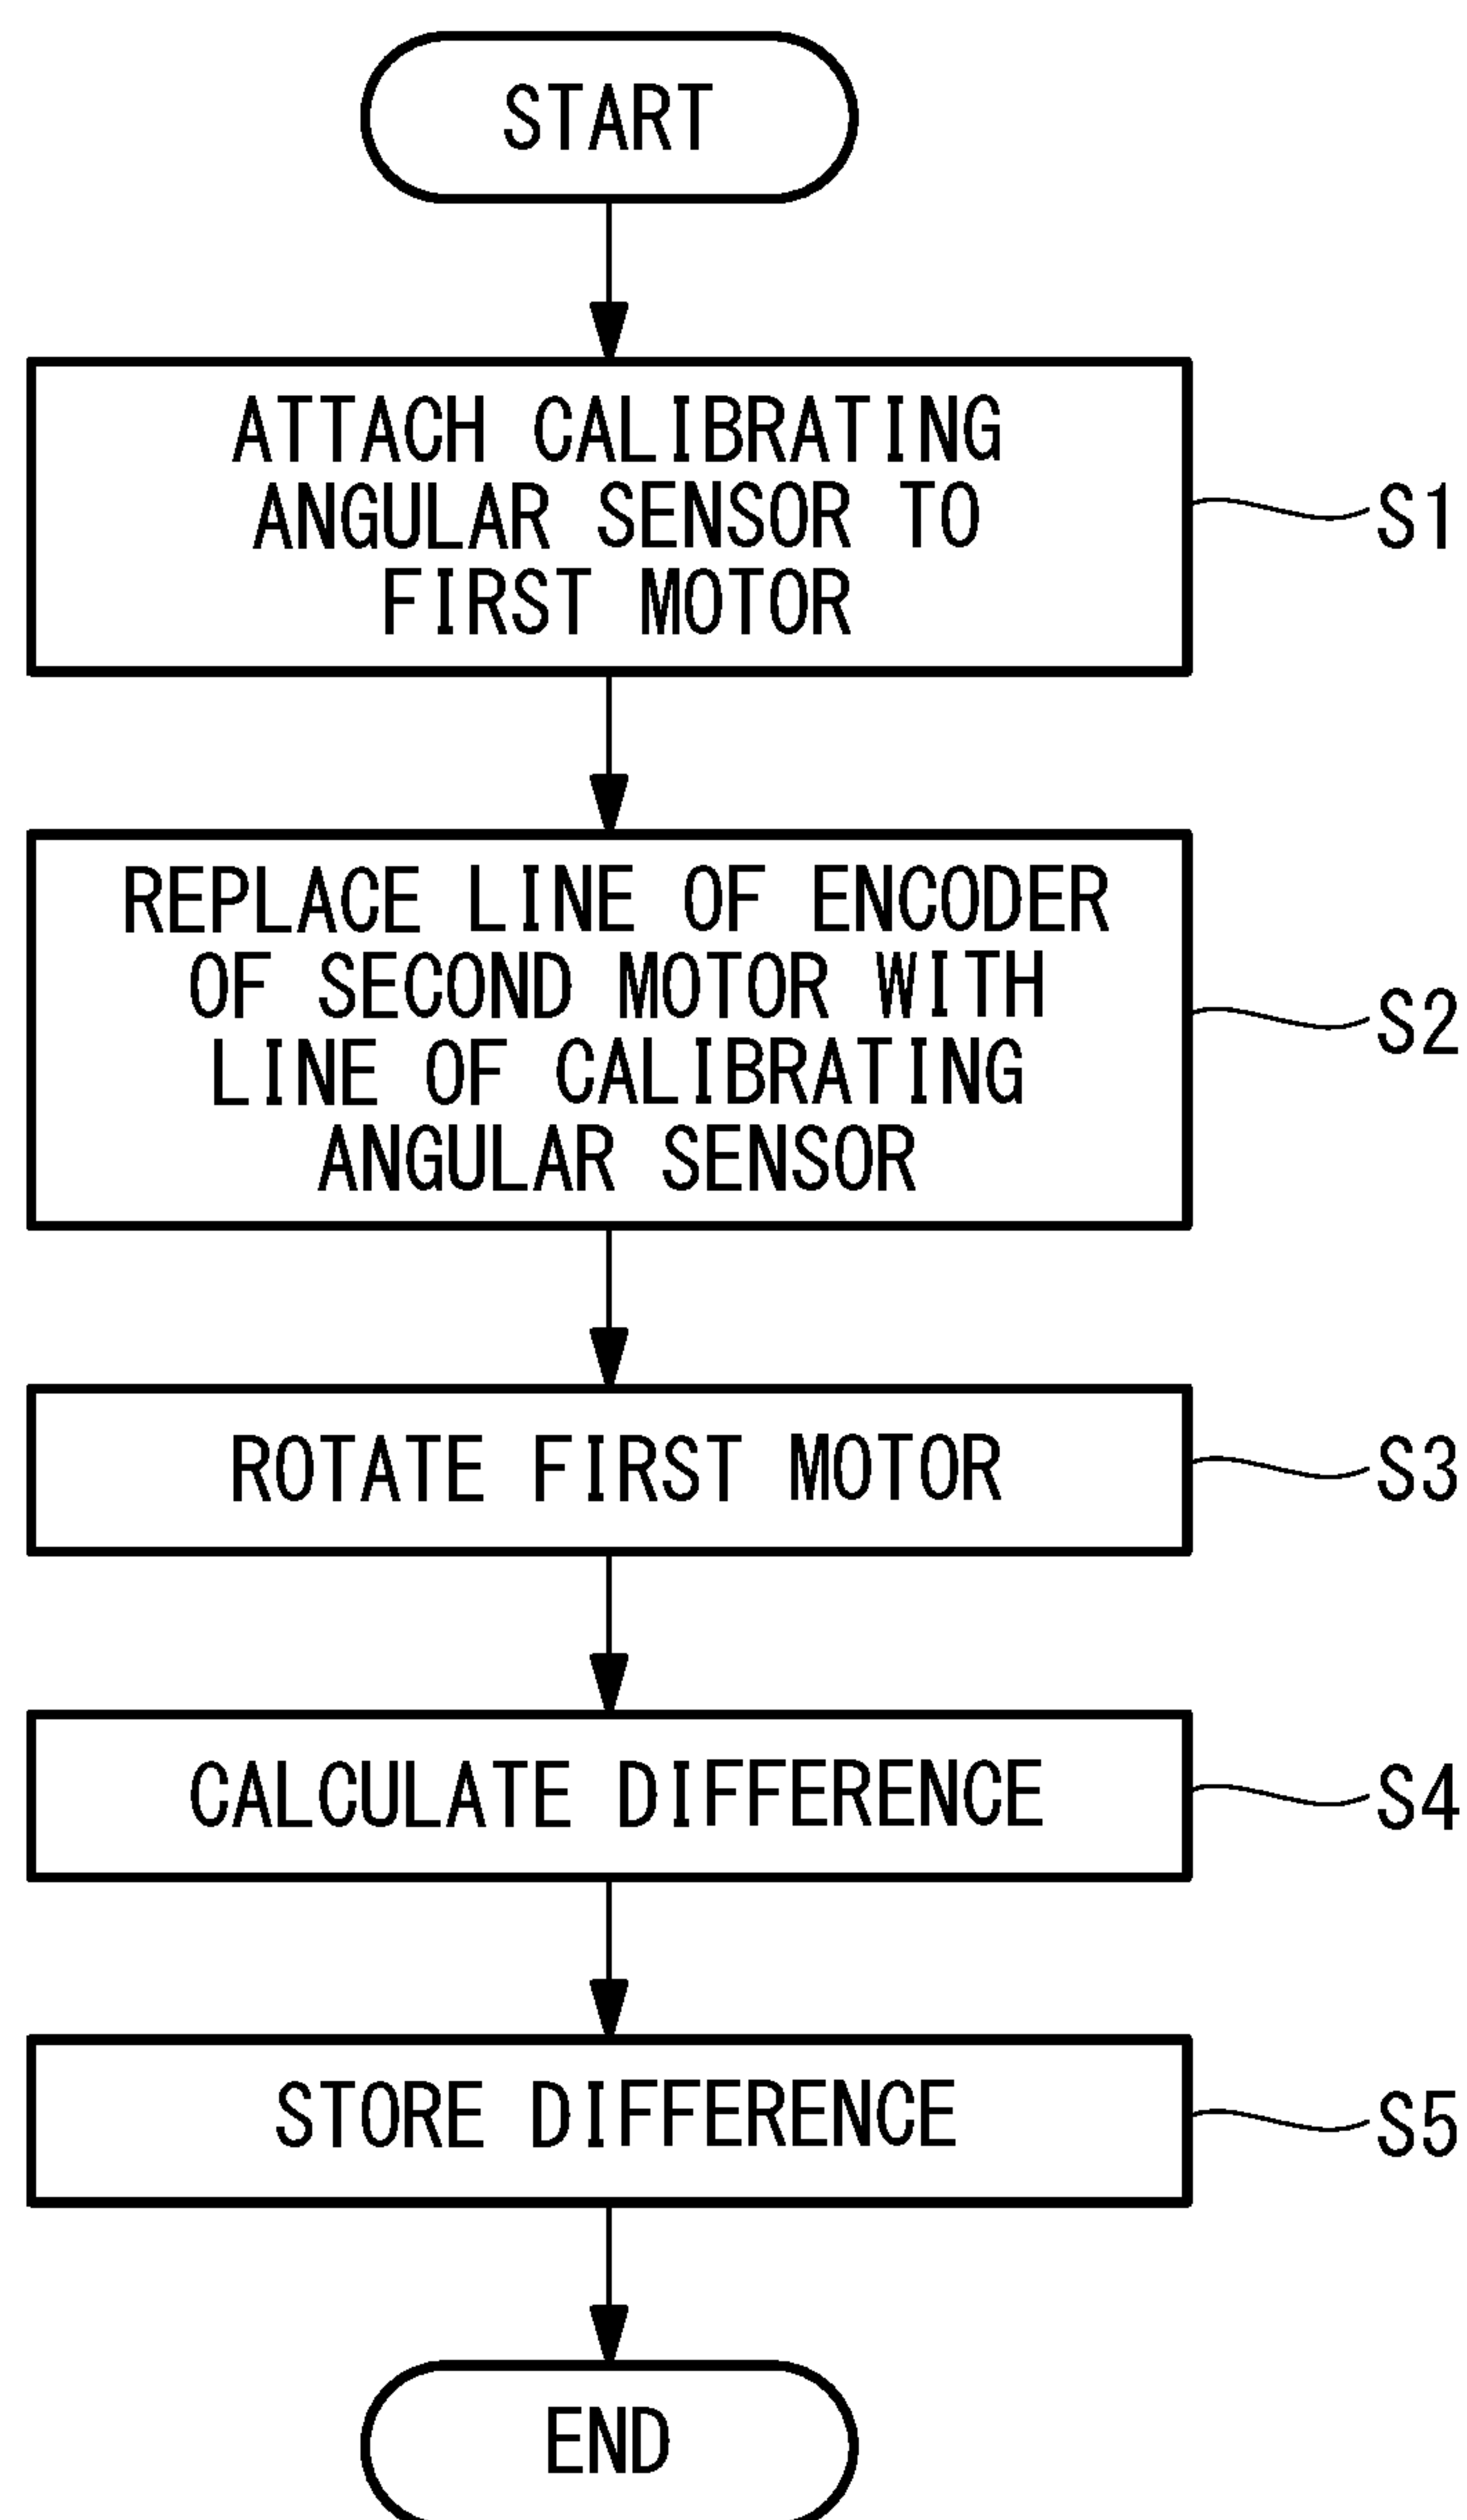 START
ATTACH CALIBRATING
ANGULAR SENSOR TO
FIRST MOTOR
S1
REPLACE LINE OF ENCODER
OF SECOND MOTOR WITH
LINE OF CALIBRATING
ANGULAR SENSOR
S2
ROTATE FIRST MOTOR
S3
CALCULATE DIFFERENCE
S4
STORE DIFFERENCE
S5
END